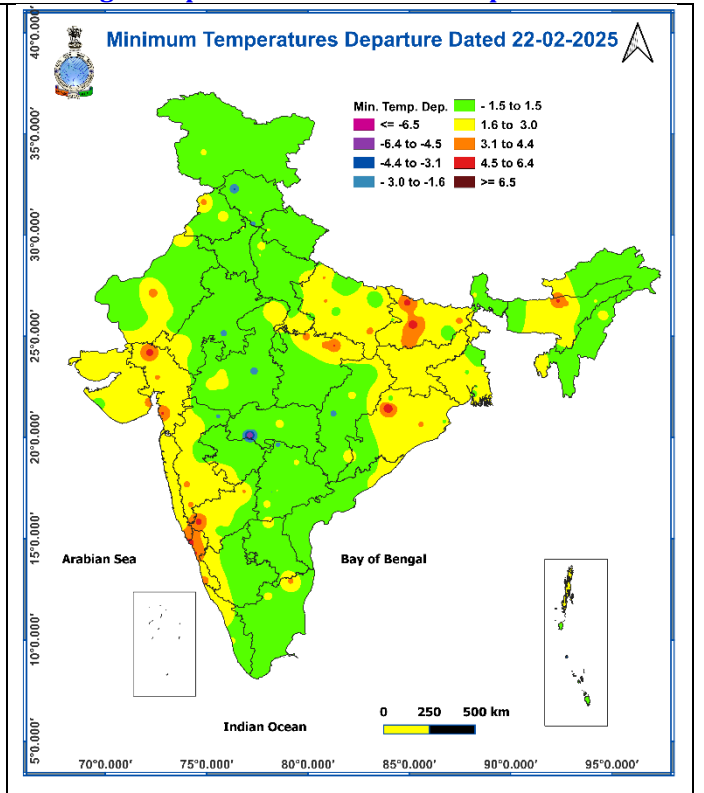 Minimum Temperatures Departure Dated 22-02-2025
Min. Temp. Dep.
<= -6.5
-6.4 to -4.5
-4.4 to -3.1
- 3.0 to -1.6
- 1.5 to 1.5
1.6 to 3.0
3.1 to 4.4
4.5 to 6.4
>= 6.5
40°0.000'
35°0.000'
30°0.000'
25°0.000'
20°0.000'
15°0.000'
10°0.000'
5°0.000'
Arabian Sea
Bay of Bengal
Indian Ocean
0 250 500 km
70°0.000' 75°0.000' 80°0.000' 85°0.000' 90°0.000' 95°0.000'